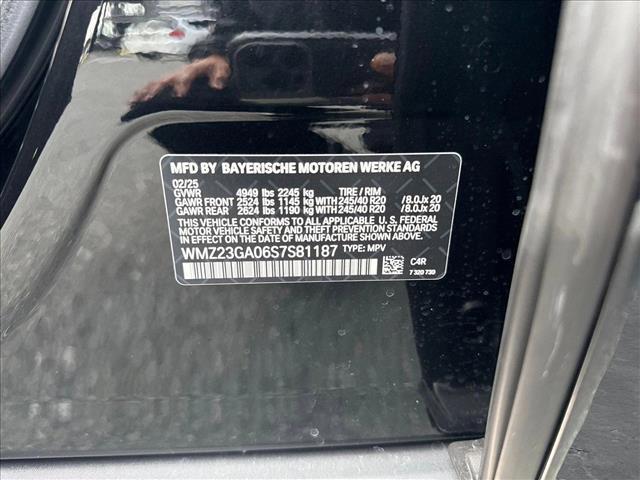 MFD BY BAYERISCHE MOTOREN WERKE AG
02/25
GVWR 4949 lbs 2245 kg TIRE / RIM
GAWR FRONT 2524 lbs 1145 kg WITH 245/40 R20 / 8.0Jx 20
GAWR REAR 2624 lbs 1190 kg WITH 245/40 R20 / 8.0Jx 20
THIS VEHICLE CONFORMS TO ALL APPLICABLE U. S. FEDERAL
MOTOR VEHICLE SAFETY AND THEFT PREVENTION STANDARDS
IN EFFECT ON THE DATE OF MANUFACTURE SHOWN ABOVE.
WMZ23GA06S7S81187 TYPE: MPV
C4R
7 320 730